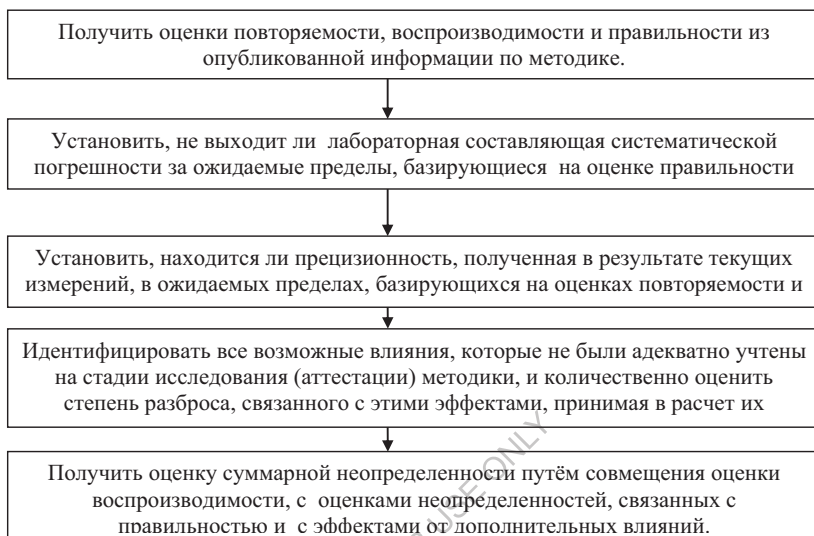 Получить оценки повторяемости, воспроизводимости и правильности из
опубликованной информации по методике.
Установить, не выходит ли лабораторная составляющая систематической
погрешности за ожидаемые пределы, базирующиеся на оценке правильности
Установить, находится ли прецизионность, полученная в результате текущих
измерений, в ожидаемых пределах, базирующихся на оценках повторяемости и
Идентифицировать все возможные влияния, которые не были адекватно учтены
на стадии исследования (аттестации) методики, и количественно оценить
степень разброса, связанного с этими эффектами, принимая в расчет их
Получить оценку суммарной неопределенности путём совмещения оценки
воспроизводимости, с оценками неопределенностей, связанных с
правильностью и с эффектами от дополнительных влияний.
USE ONLY